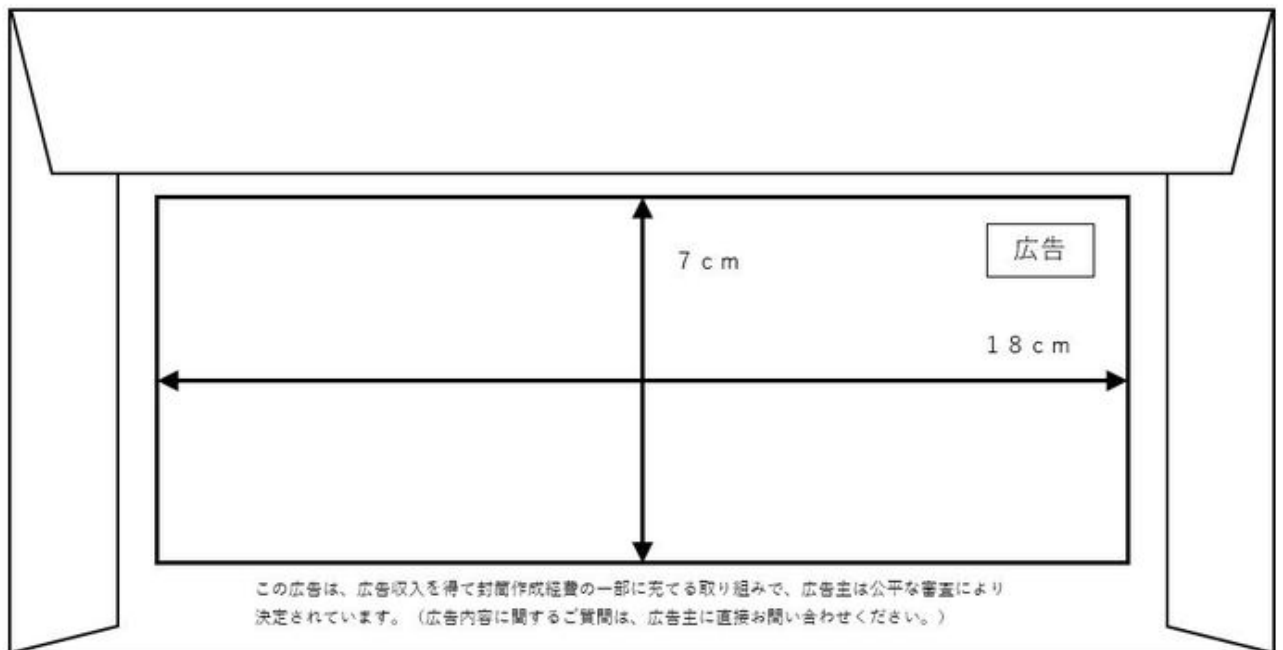 7cm
広告
18cm
この広告は、広告収入を得て封筒作成経費の一部に充てる取り組みで、広告主は公平な審査により
決定されています。（広告内容に関するご質問は、広告主に直接お問い合わせください。）